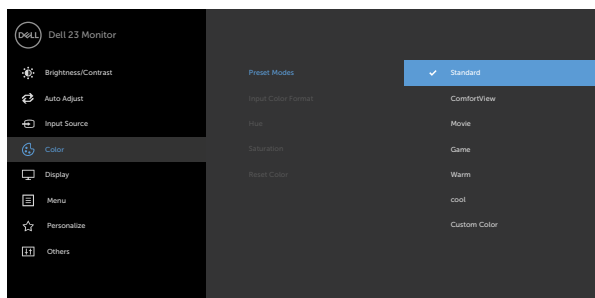 DELL Dell 23 Monitor
Brightness/Contrast Preset Modes Standard
Auto Adjust Input Color Format ComfortView
Input Source Hue Movie
Color Saturation Game
Display Reset Color Warm
Menu cool
Personalize Custom Color
Others